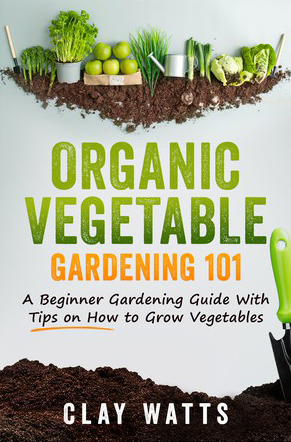 ORGANIC
VEGETABLE
GARDENING 101
A Beginner Gardening Guide With
Tips on How to Grow Vegetables
CLAY WATTS